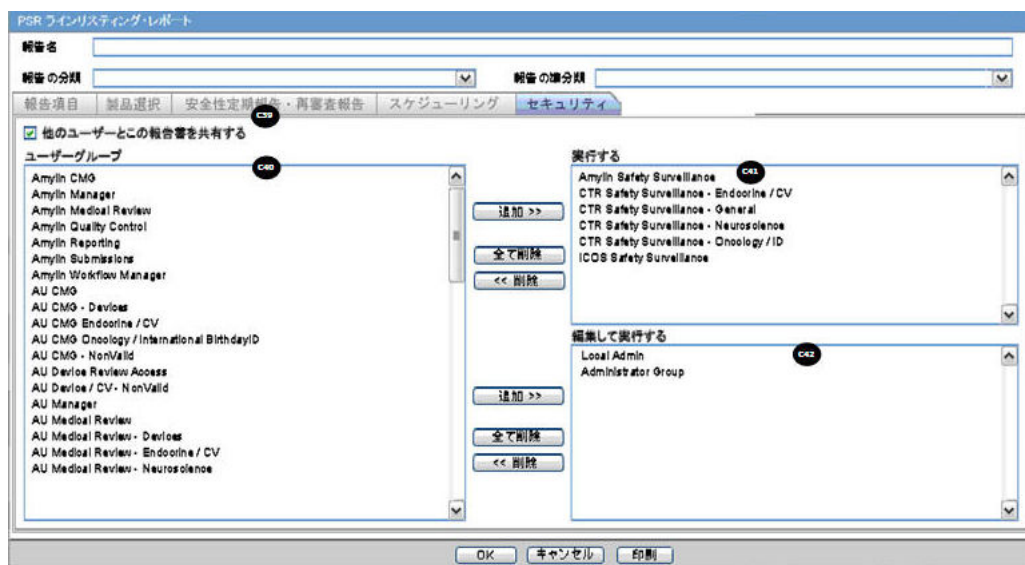 PSR ラインリスティング・レポート
報告名
報告の分類
報告の譲分類
報告項目
製品選択
安全性定期報告・再審査報告
スケジューリング
セキュリティ
C39
他のユーザーとこの報告書を共有する
ユーザーグループ
C40
Amylin CMG
Amylin Manager
Amylin Medical Review
Amylin Quality Control
Amylin Reporting
Amylin Submissions
Amylin Workflow Manager
AU CMG
AU CMG - Devices
AU CMG Endocrine / CV
AU CMG Oncology / International BirthdayID
AU CMG - NonValid
AU Device Review Access
AU Device / CV - NonValid
AU Manager
AU Medical Review
AU Medical Review - Devices
AU Medical Review - Endocrine / CV
AU Medical Review - Neuroscience
追加 >>
全て削除
<< 削除
追加 >>
全て削除
<< 削除
実行する
C41
Amylin Safety Surveillance
CTR Safety Surveillance - Endocrine / CV
CTR Safety Surveillance - General
CTR Safety Surveillance - Neuroscience
CTR Safety Surveillance - Oncology / ID
ICOS Safety Surveillance
編集して実行する
C42
Local Admin
Administrator Group
OK
キャンセル
印刷